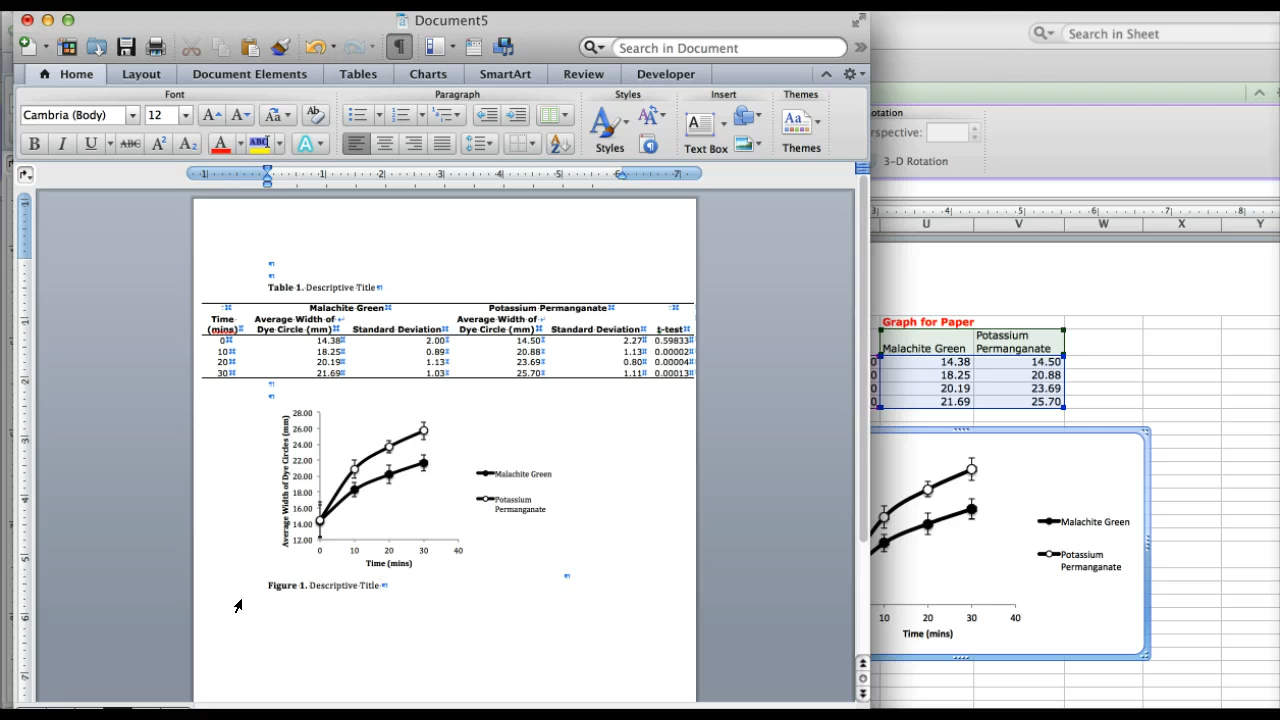 Document5
Search in Document
Search in Sheet
Home Layout Document Elements Tables Charts SmartArt Review Developer
Font Paragraph Styles Insert Themes
Cambria (Body) 12
Styles Text Box Themes
otation
rspective:
3-D Rotation
U V W X Y
Table 1. Descriptive Title
Malachite Green Potassium Permanganate
Time (mins) Average Width of Dye Circle (mm) Standard Deviation Average Width of Dye Circle (mm) Standard Deviation t-test
0 14.38 2.00 14.50 2.27 0.59833
10 18.25 0.89 20.88 1.13 0.00002
20 20.19 1.13 23.69 0.80 0.00004
30 21.69 1.03 25.70 1.11 0.00013
28.00
26.00
24.00
22.00
20.00
18.00
16.00
14.00
12.00
Average Width of Dye Circles (mm)
0 10 20 30 40
Time (mins)
Malachite Green
Potassium
Permanganate
Figure 1. Descriptive Title
Graph for Paper
Malachite Green Potassium Permanganate
14.38 14.50
18.25 20.88
20.19 23.69
21.69 25.70
Malachite Green
Potassium
Permanganate
10 20 30 40
Time (mins)